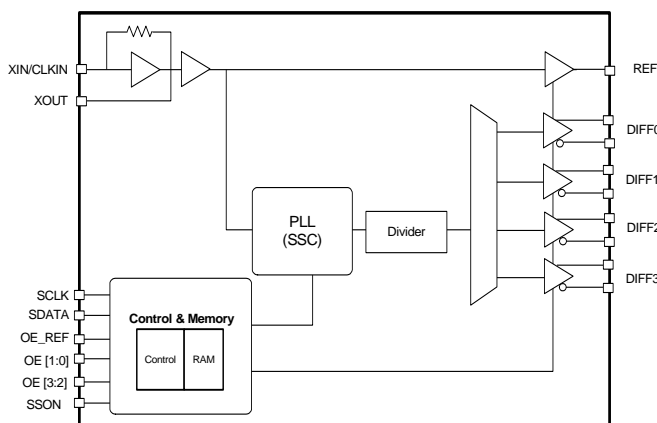 XIN/CLKIN
XOUT
REF
DIFF0
DIFF1
DIFF2
DIFF3
PLL
(SSC)
Divider
SCLK
SDATA
OE_REF
OE [1:0]
OE [3:2]
SSON
Control & Memory
Control
RAM